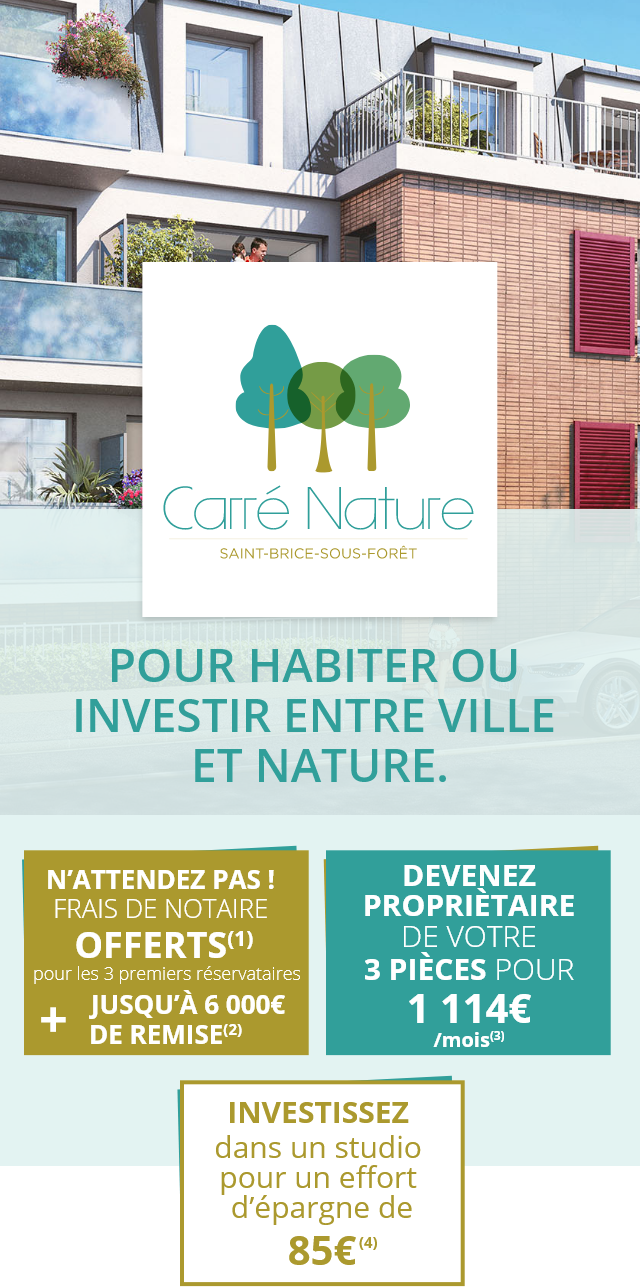 Carré Nature
SAINT-BRICE-SOUS-FORÊT
POUR HABITER OU
INVESTIR ENTRE VILLE
ET NATURE.
N’ATTENDEZ PAS !
FRAIS DE NOTAIRE
OFFERTS(1)
pour les 3 premiers réservataires
+ JUSQU’À 6 000€
DE REMISE(2)
DEVENEZ
PROPRIÈTAIRE
DE VOTRE
3 PIÈCES POUR
1 114€
/mois(3)
INVESTISSEZ
dans un studio
pour un effort
d’épargne de
85€(4)